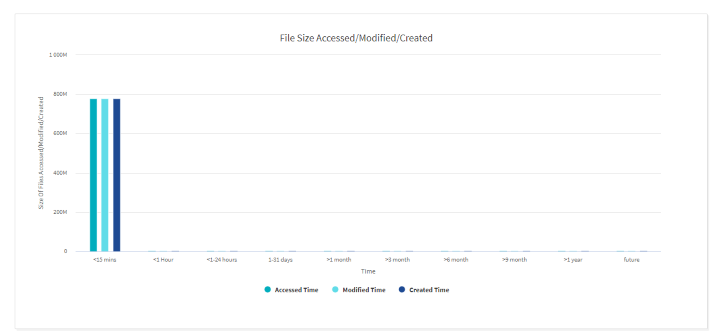 File Size Accessed/Modified/Created
1 000M
800M
600M
400M
200M
0
Size Of Files Accessed/Modified/Created
<15 mins <1 Hour <1-24 hours 1-31 days >1 month >3 month >6 month >9 month >1 year future
Time
Accessed Time Modified Time Created Time